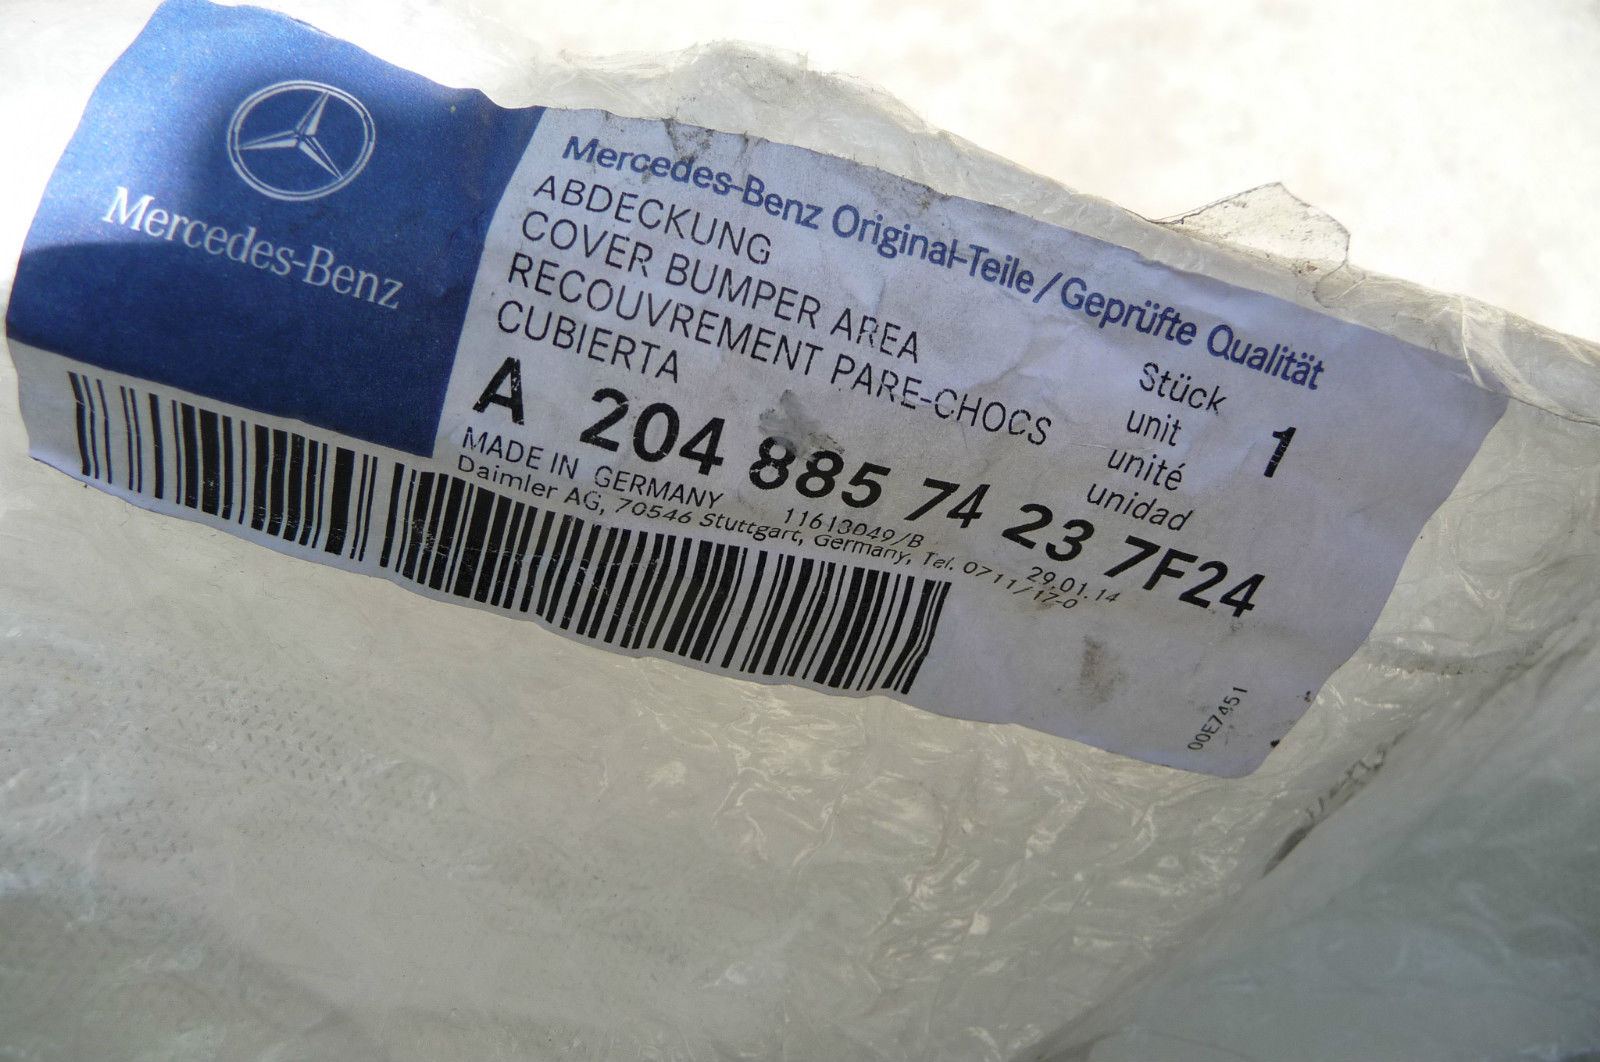 Mercedes-Benz
Mercedes-Benz Original-Teile/Geprüfte Qualität
ABDECKUNG
COVER BUMPER AREA
RECOUVREMENT PARE-CHOCS
CUBIERTA
Stück
unit
unité
unidad
1
A 204 885 74 23 7F24
MADE IN GERMANY
11613049/B
29.01.14
Daimler AG, 70546 Stuttgart, Germany, Tel. 0711/17-0
00E7451